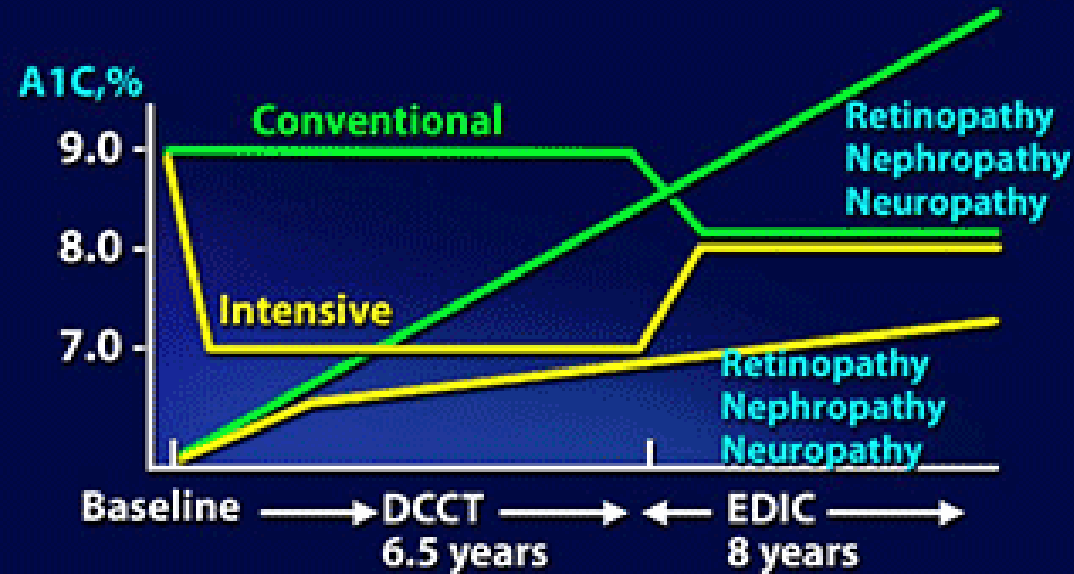 A1C,%
Conventional
9.0
8.0
7.0
Intensive
Retinopathy
Nephropathy
Neuropathy
Retinopathy
Nephropathy
Neuropathy
Baseline DCCT EDIC
6.5 years 8 years